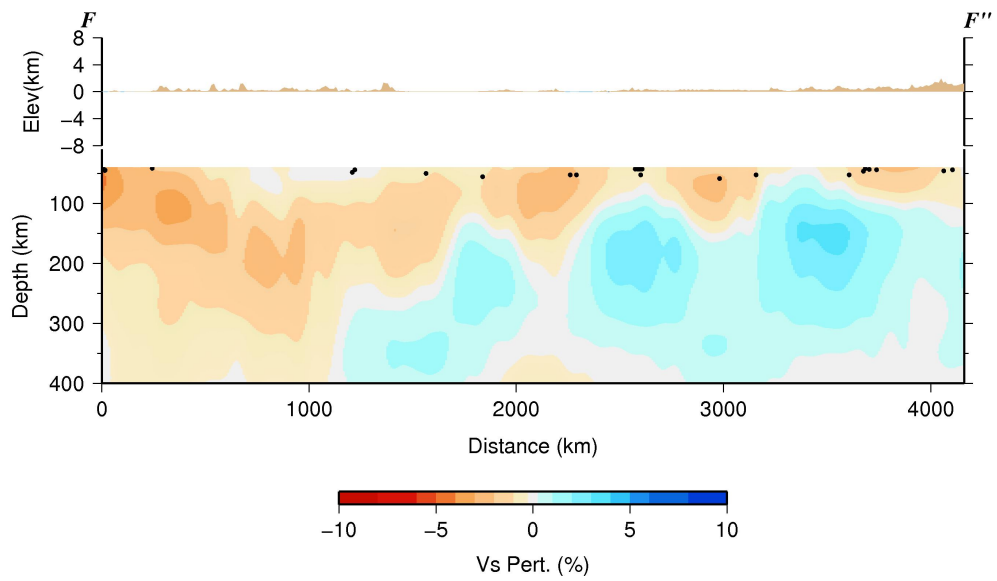 F F''
8
4
0
−4
−8
Elev(km)
100
200
300
400
Depth (km)
0 1000 2000 3000 4000
Distance (km)
−10 −5 0 5 10
Vs Pert. (%)